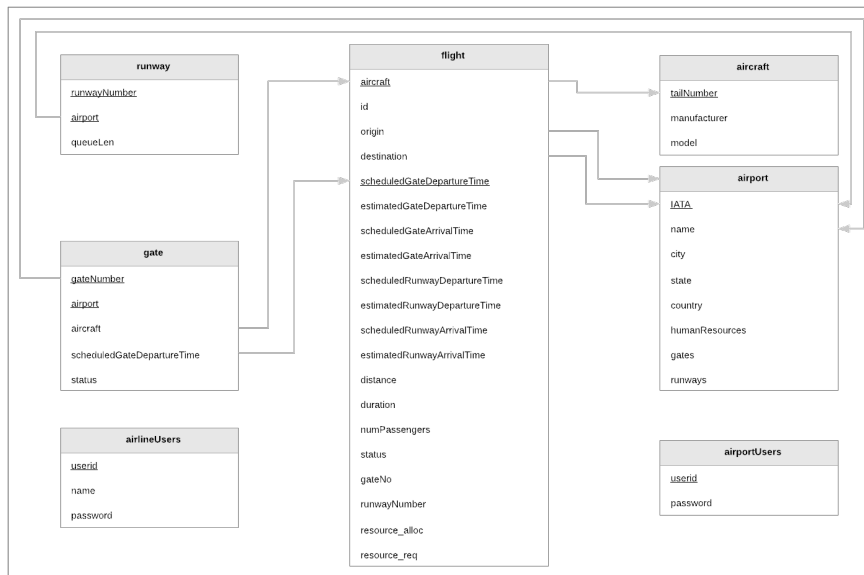 runway
runwayNumber
airport
queueLen
gate
gateNumber
airport
aircraft
scheduledGateDepartureTime
status
airlineUsers
userid
name
password
flight
aircraft
id
origin
destination
scheduledGateDepartureTime
estimatedGateDepartureTime
scheduledGateArrivalTime
estimatedGateArrivalTime
scheduledRunwayDepartureTime
estimatedRunwayDepartureTime
scheduledRunwayArrivalTime
estimatedRunwayArrivalTime
distance
duration
numPassengers
status
gateNo
runwayNumber
resource_alloc
resource_req
aircraft
tailNumber
manufacturer
model
airport
IATA
name
city
state
country
humanResources
gates
runways
airportUsers
userid
password